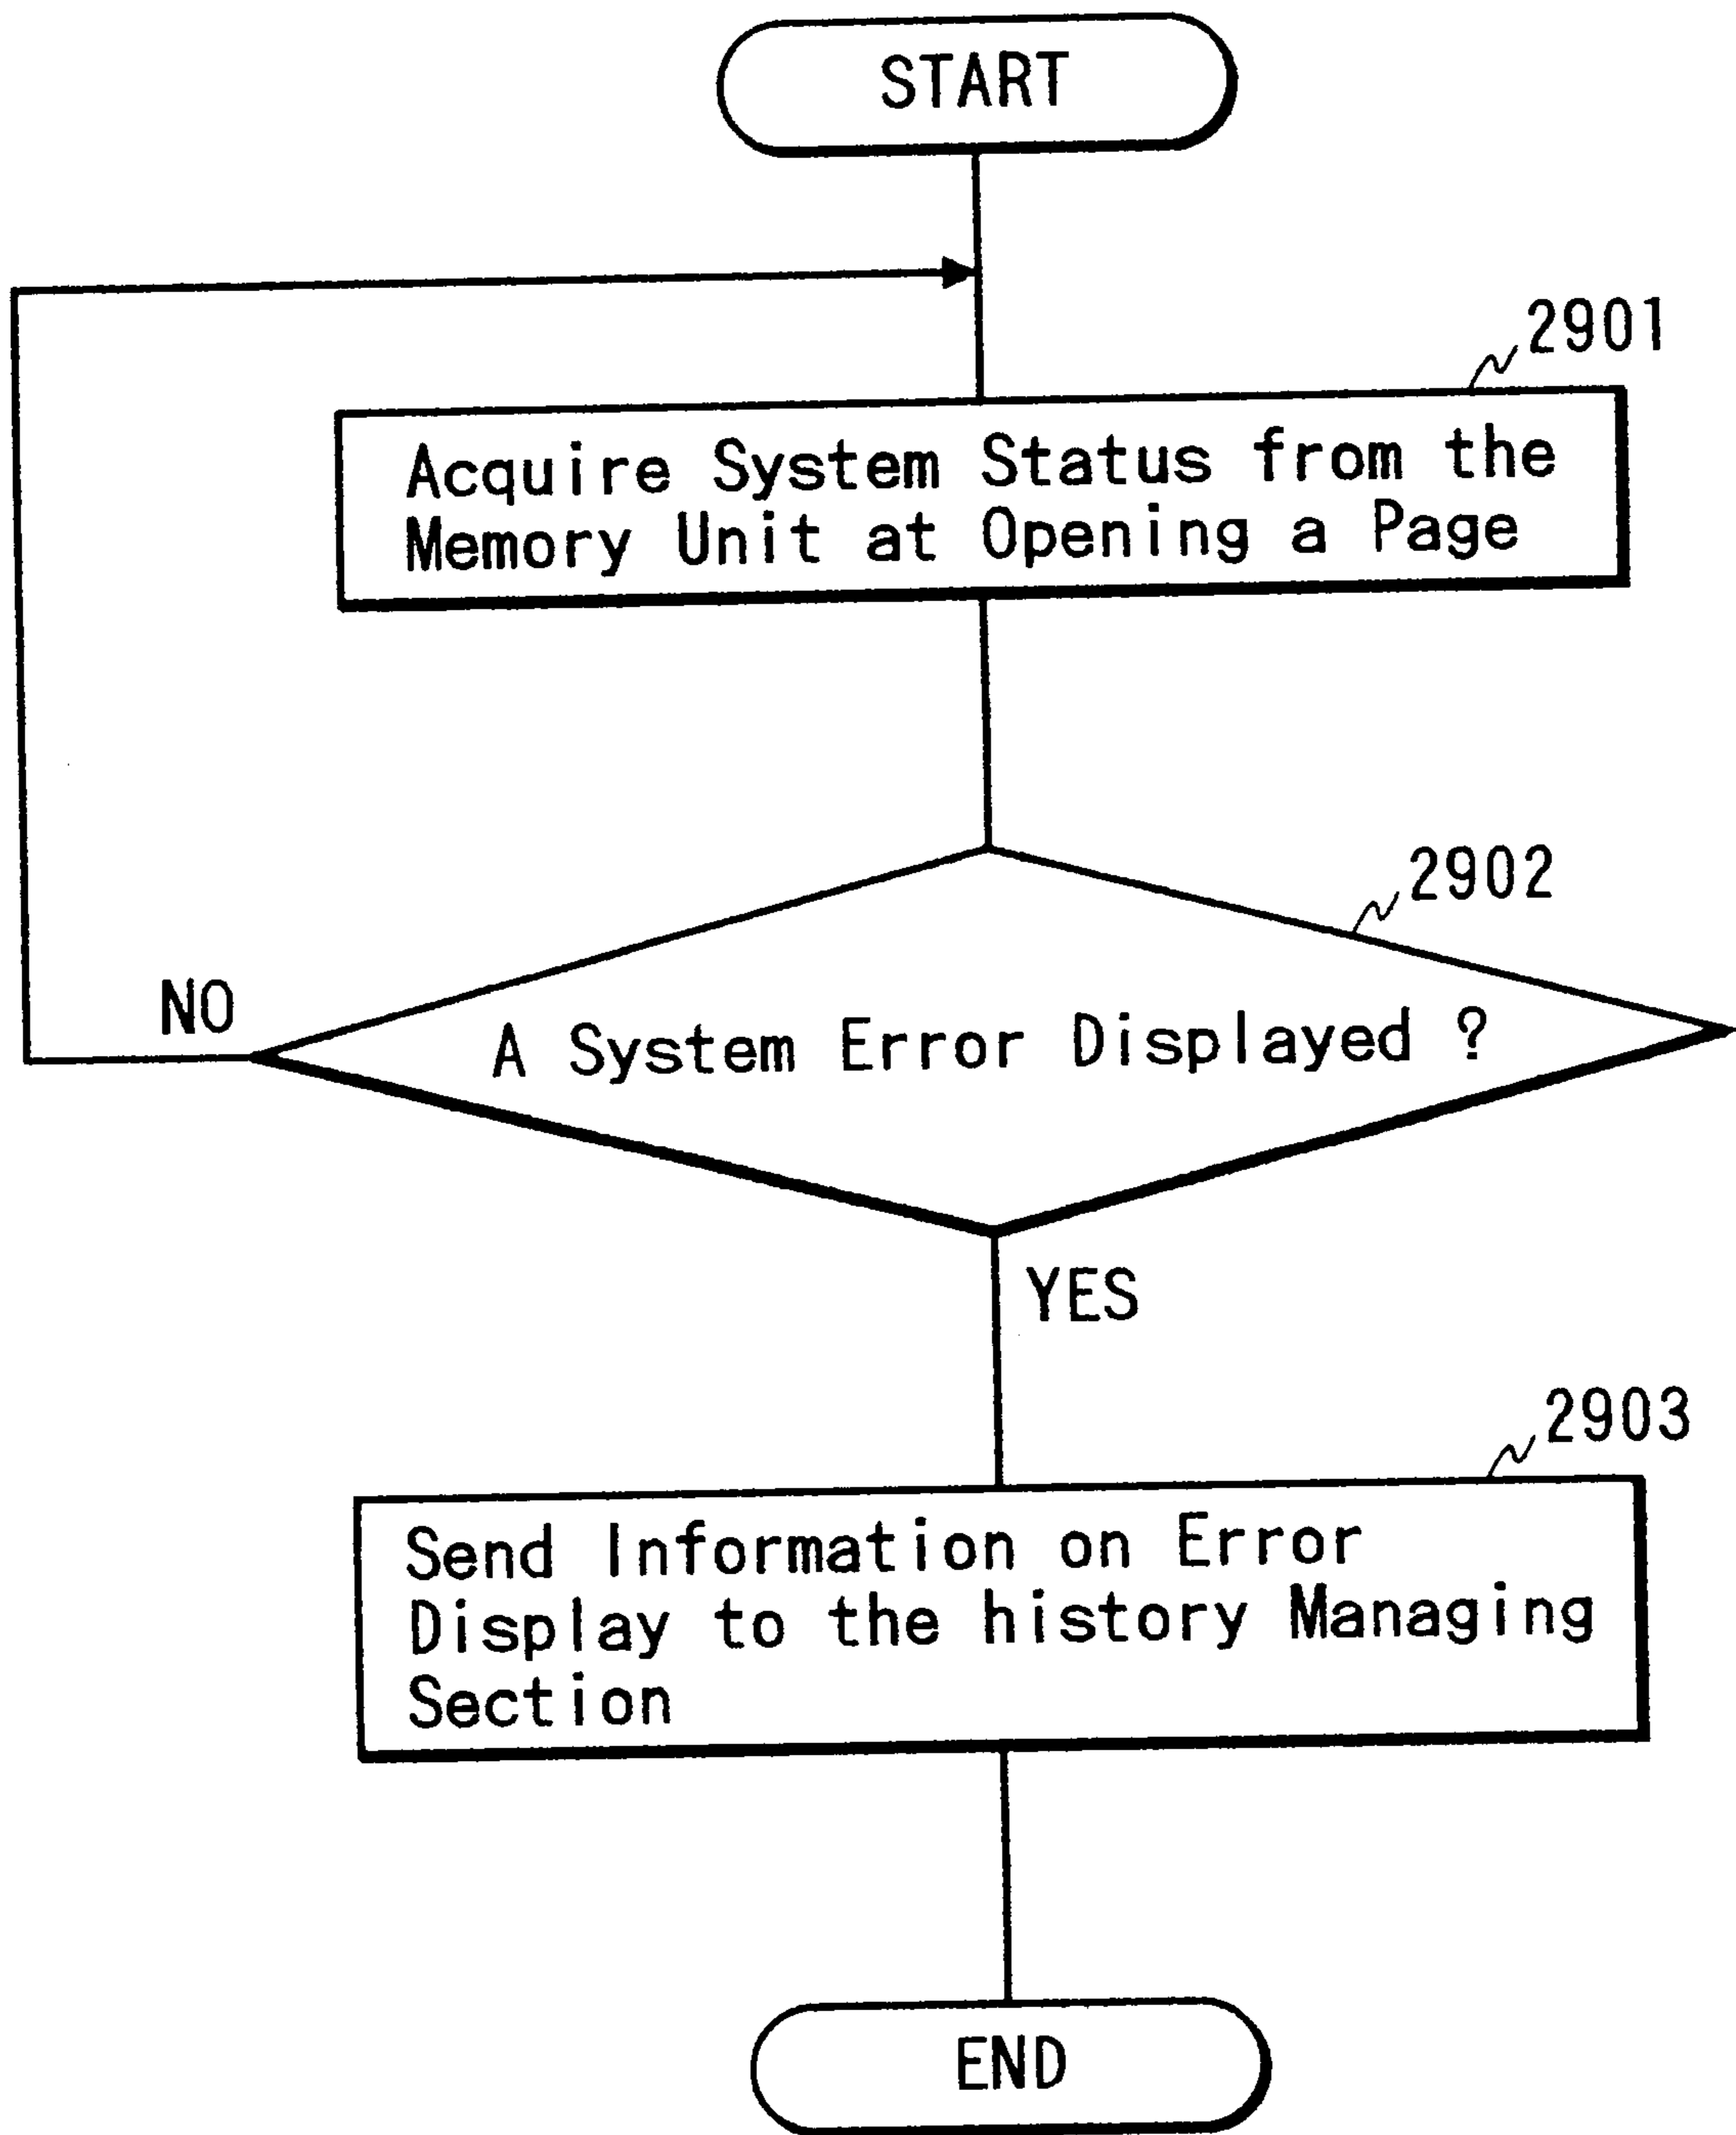 START
2901
Acquire System Status from the
Memory Unit at Opening a Page
2902
NO
A System Error Displayed ?
YES
2903
Send Information on Error
Display to the history Managing
Section
END